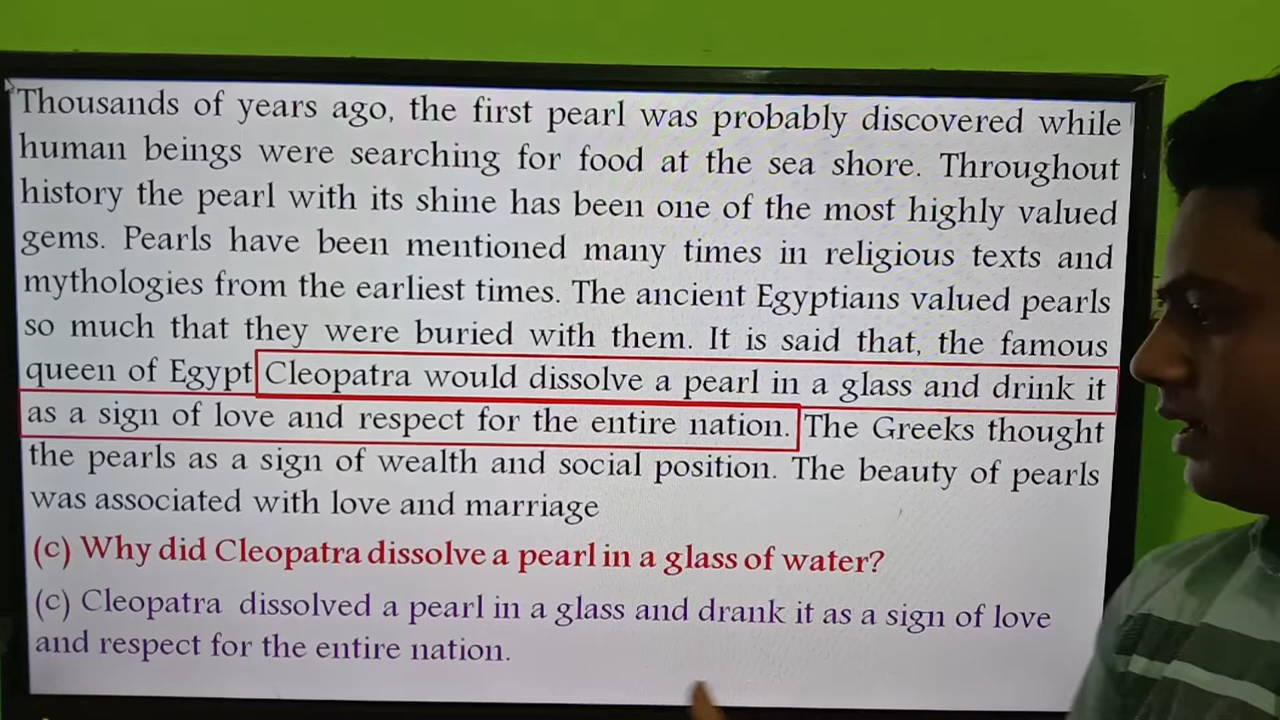 Thousands of years ago, the first pearl was probably discovered while
human beings were searching for food at the sea shore. Throughout
history the pearl with its shine has been one of the most highly valued
gems. Pearls have been mentioned many times in religious texts and
mythologies from the earliest times. The ancient Egyptians valued pearls
so much that they were buried with them. It is said that, the famous
queen of Egypt Cleopatra would dissolve a pearl in a glass and drink it
as a sign of love and respect for the entire nation. The Greeks thought
the pearls as a sign of wealth and social position. The beauty of pearls
was associated with love and marriage
(c) Why did Cleopatra dissolve a pearl in a glass of water?
(c) Cleopatra dissolved a pearl in a glass and drank it as a sign of love
and respect for the entire nation.